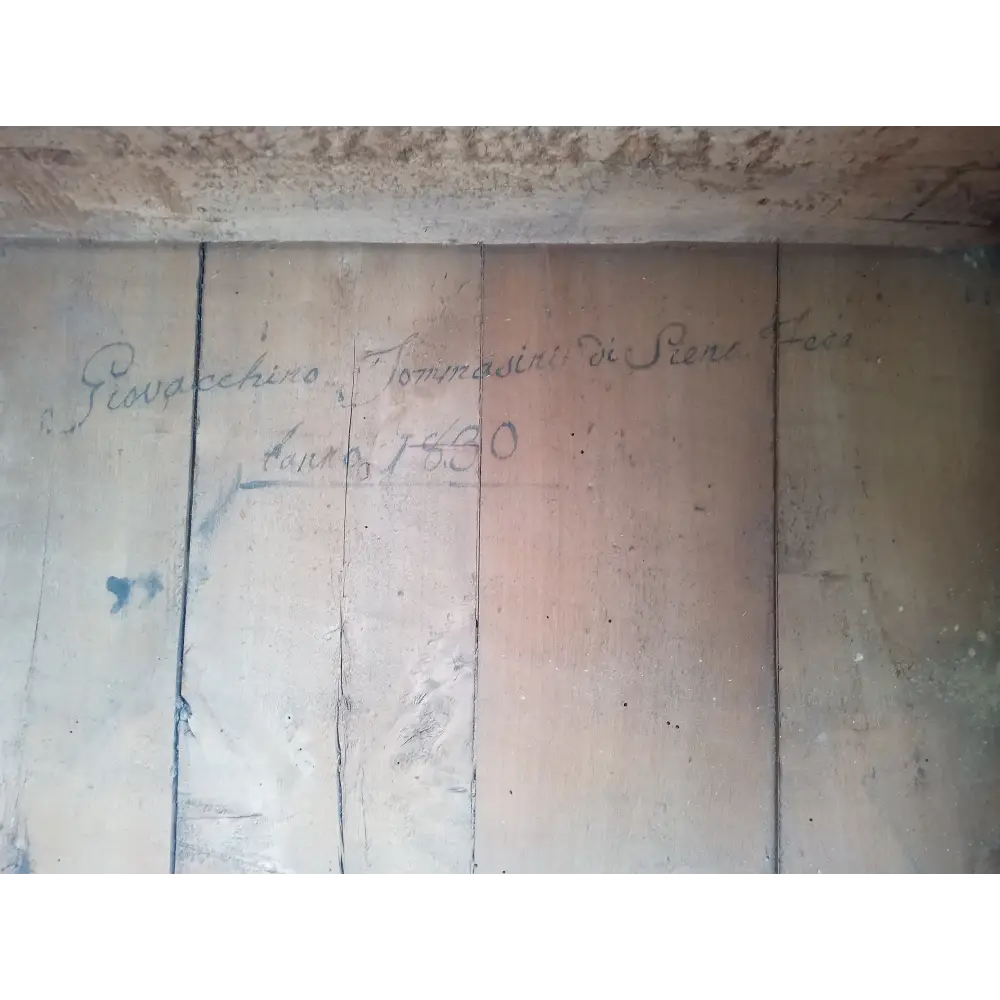 Giovacchino Tommasini di Siena Fece
l'anno 1830